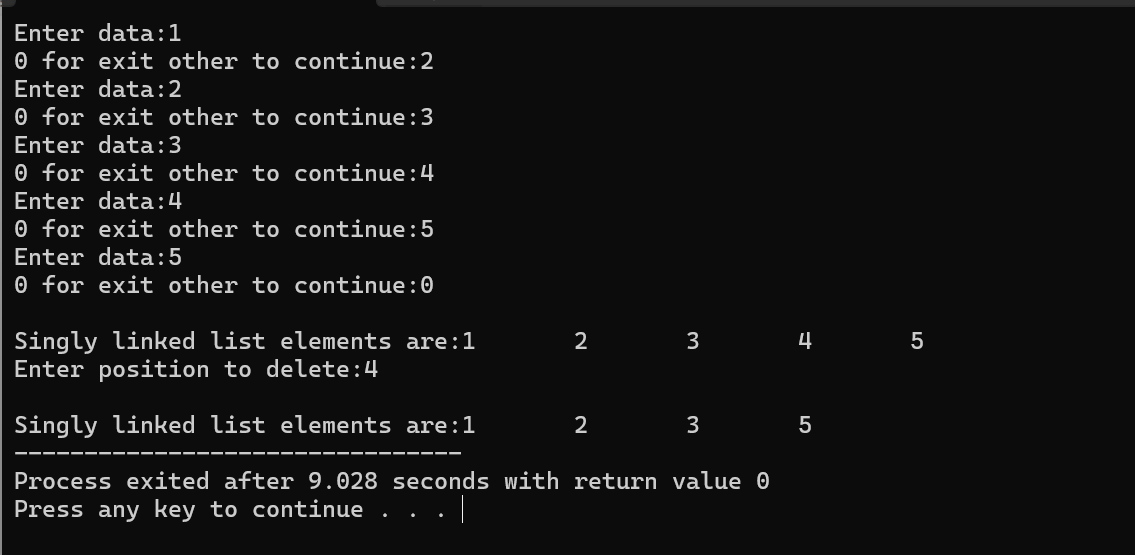 Enter data:1
0 for exit other to continue:2
Enter data:2
0 for exit other to continue:3
Enter data:3
0 for exit other to continue:4
Enter data:4
0 for exit other to continue:5
Enter data:5
0 for exit other to continue:0
Singly linked list elements are:1 2 3 4 5
Enter position to delete:4
Singly linked list elements are:1 2 3 5
--------------------------------
Process exited after 9.028 seconds with return value 0
Press any key to continue . . .